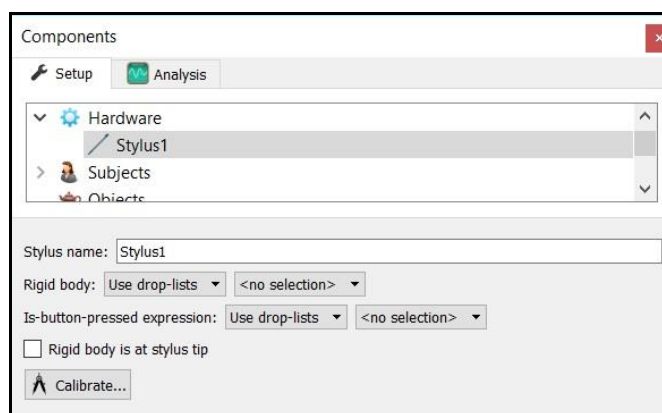 Components
Setup Analysis
Hardware
Stylus1
Subjects
Objects
Stylus name: Stylus1
Rigid body: Use drop-lists <no selection>
Is-button-pressed expression: Use drop-lists <no selection>
Rigid body is at stylus tip
Calibrate...